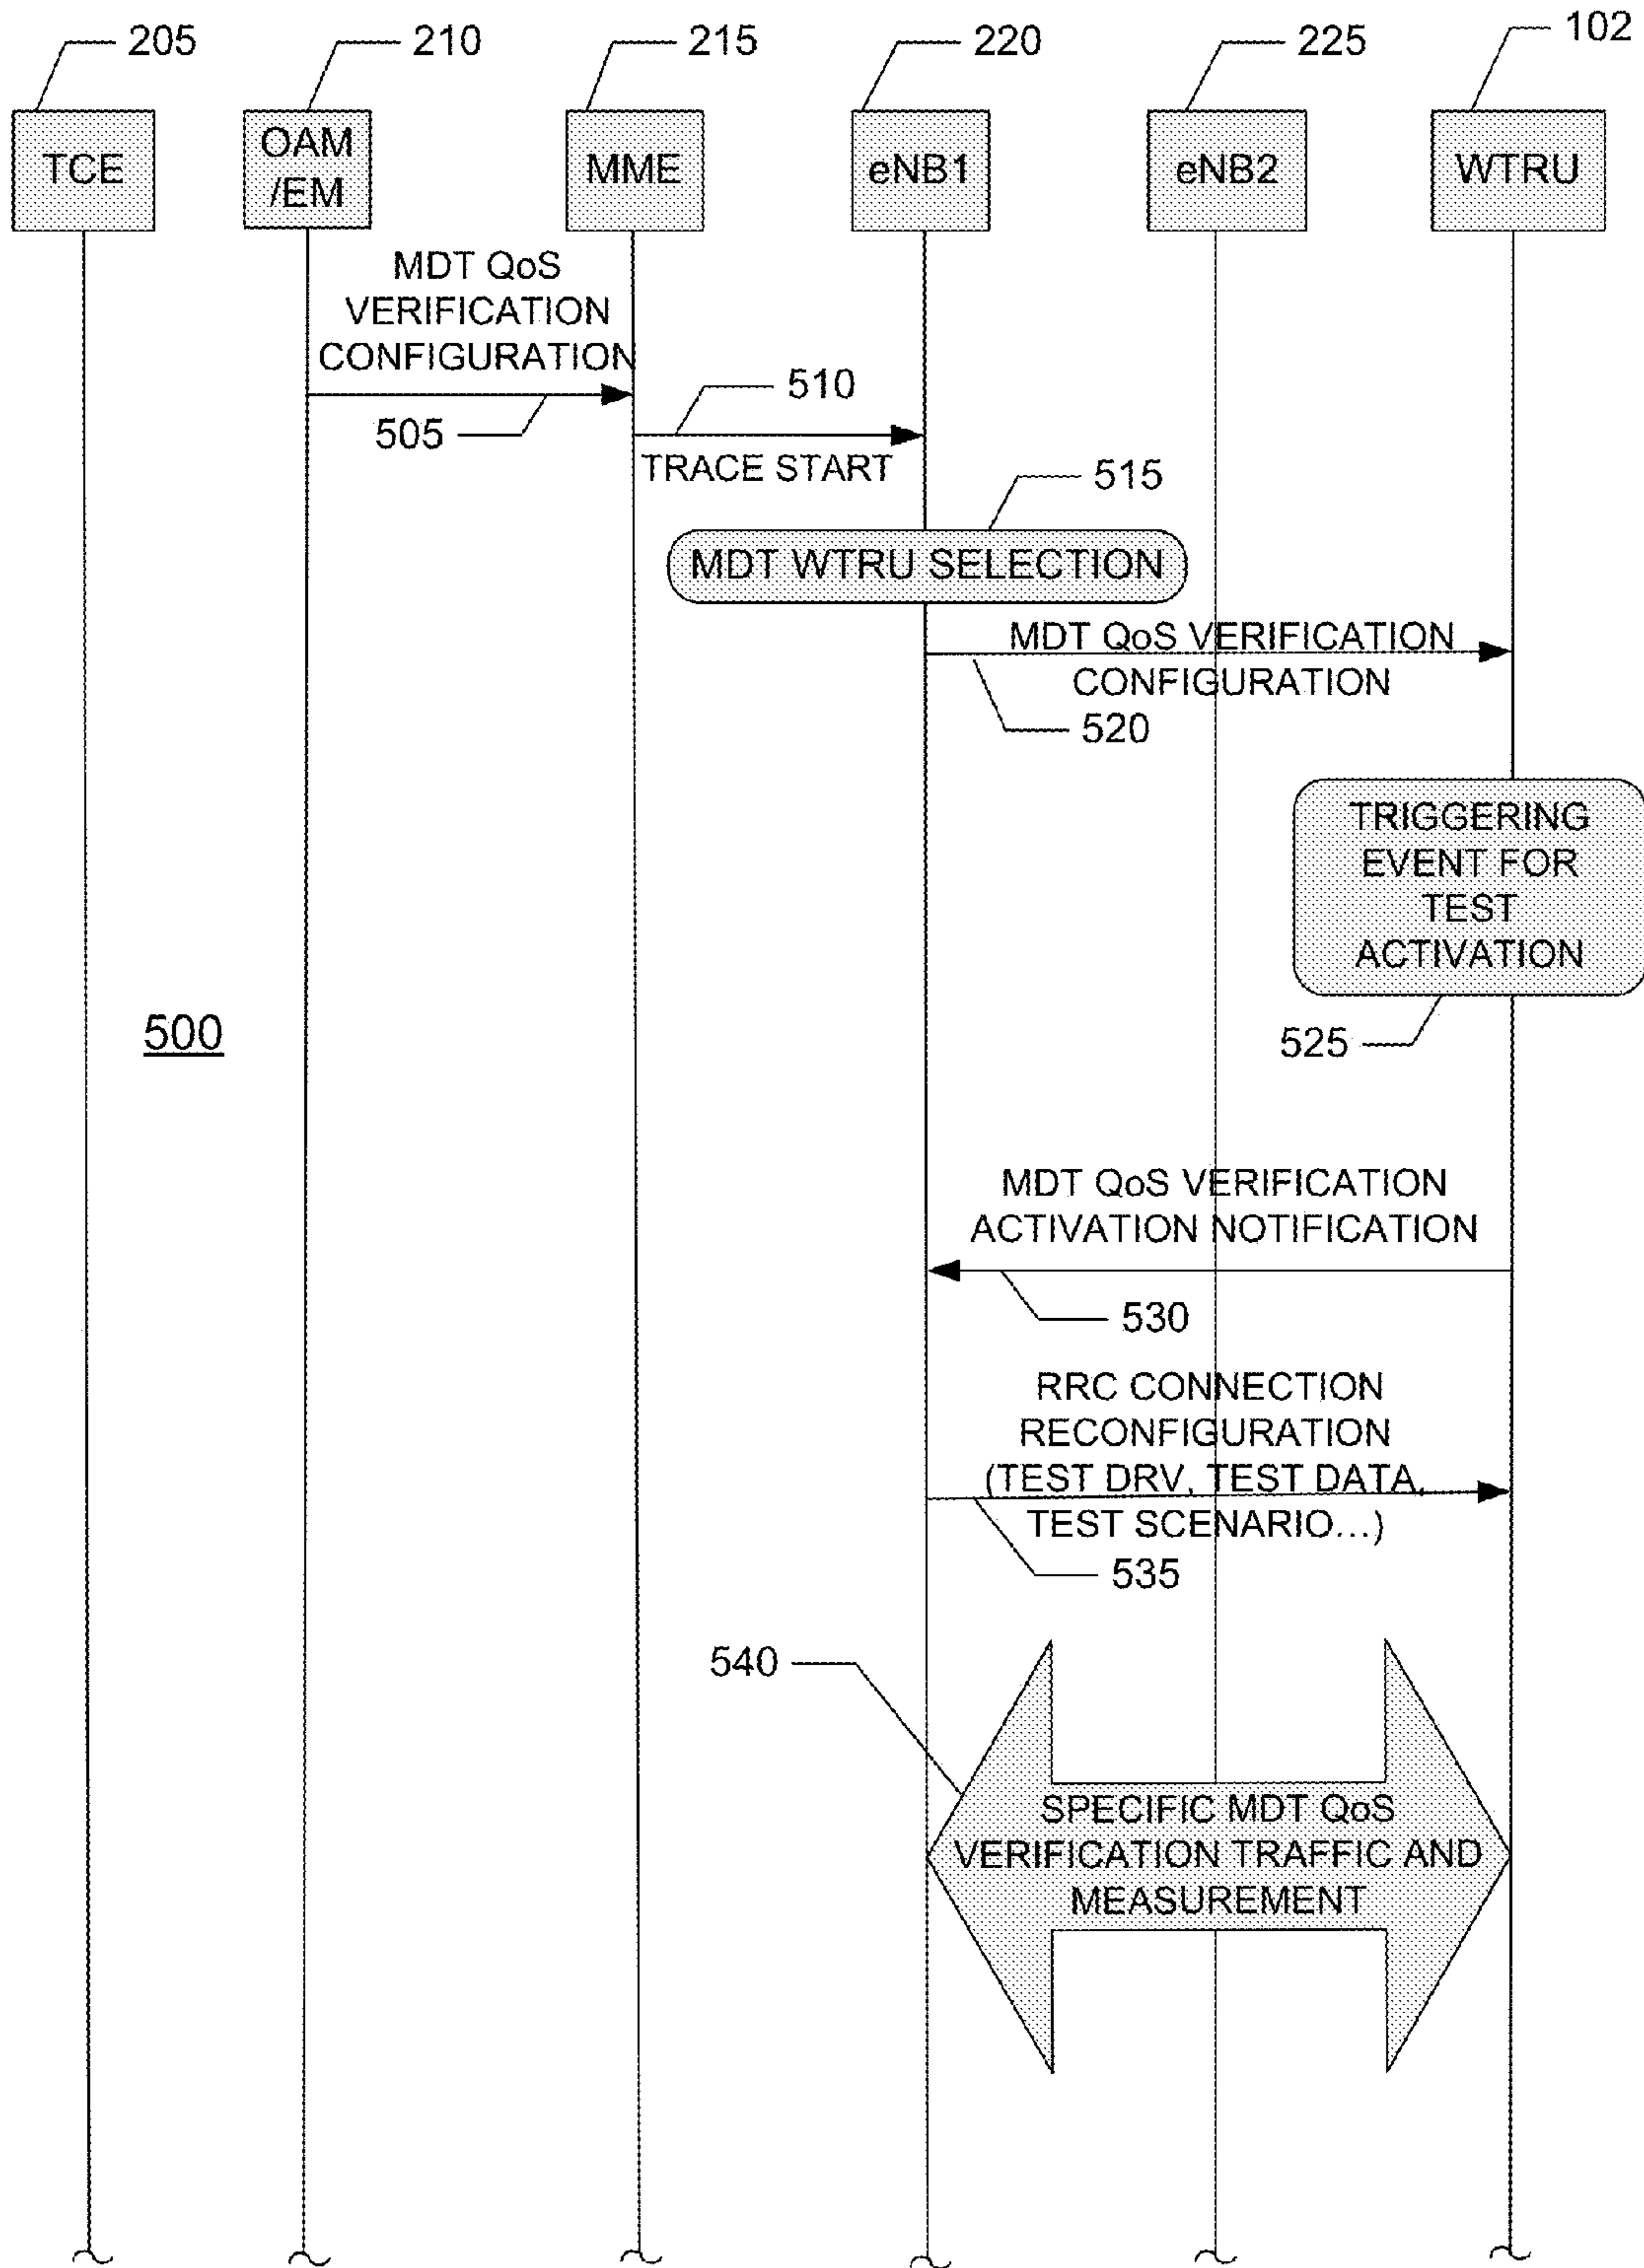 205
210
215
220
225
102
TCE
OAM
/EM
MME
eNB1
eNB2
WTRU
MDT QoS
VERIFICATION
CONFIGURATION
505
510
TRACE START
515
MDT WTRU SELECTION
MDT QoS VERIFICATION
CONFIGURATION
520
TRIGGERING
EVENT FOR
TEST
ACTIVATION
525
500
MDT QoS VERIFICATION
ACTIVATION NOTIFICATION
530
RRC CONNECTION
RECONFIGURATION
(TEST DRV, TEST DATA,
TEST SCENARIO...)
535
540
SPECIFIC MDT QoS
VERIFICATION TRAFFIC AND
MEASUREMENT